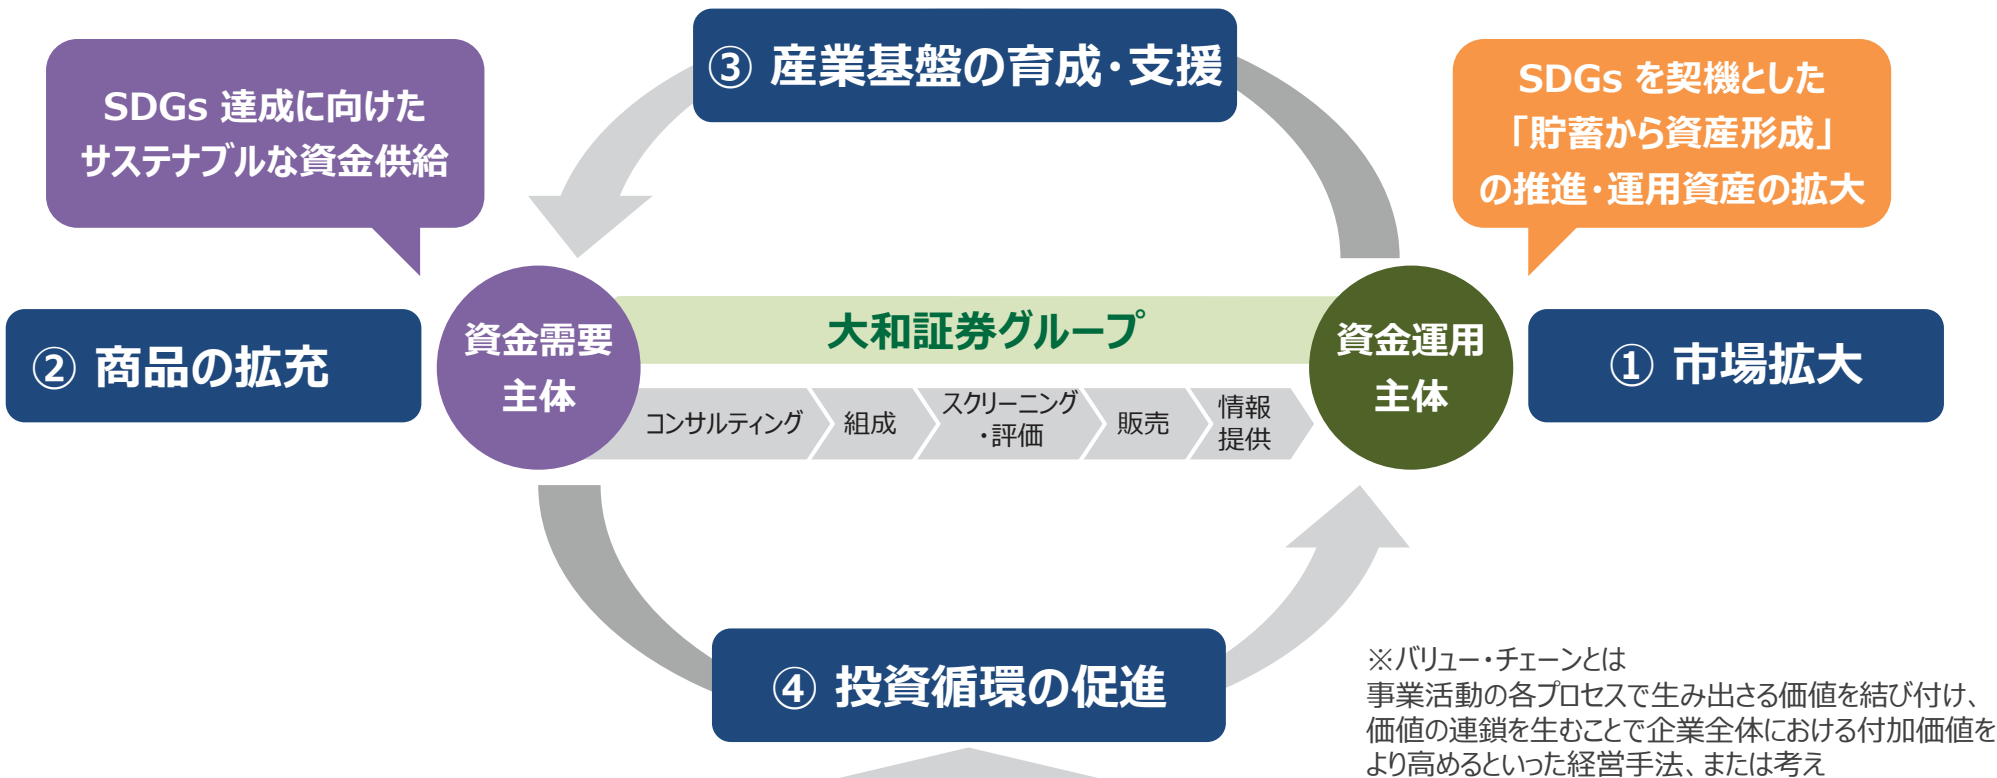 ③ 産業基盤の育成・支援
SDGs 達成に向けた
サステナブルな資金供給
SDGs を契機とした
「貯蓄から資産形成」
の推進・運用資産の拡大
② 商品の拡充
資金需要
主体
大和証券グループ
資金運用
主体
① 市場拡大
コンサルティング
組成
スクリーニング
・評価
販売
情報
提供
④ 投資循環の促進
※バリュー・チェーンとは
事業活動の各プロセスで生み出さる価値を結び付け、
価値の連鎖を生むことで企業全体における付加価値を
より高めるといった経営手法、または考え